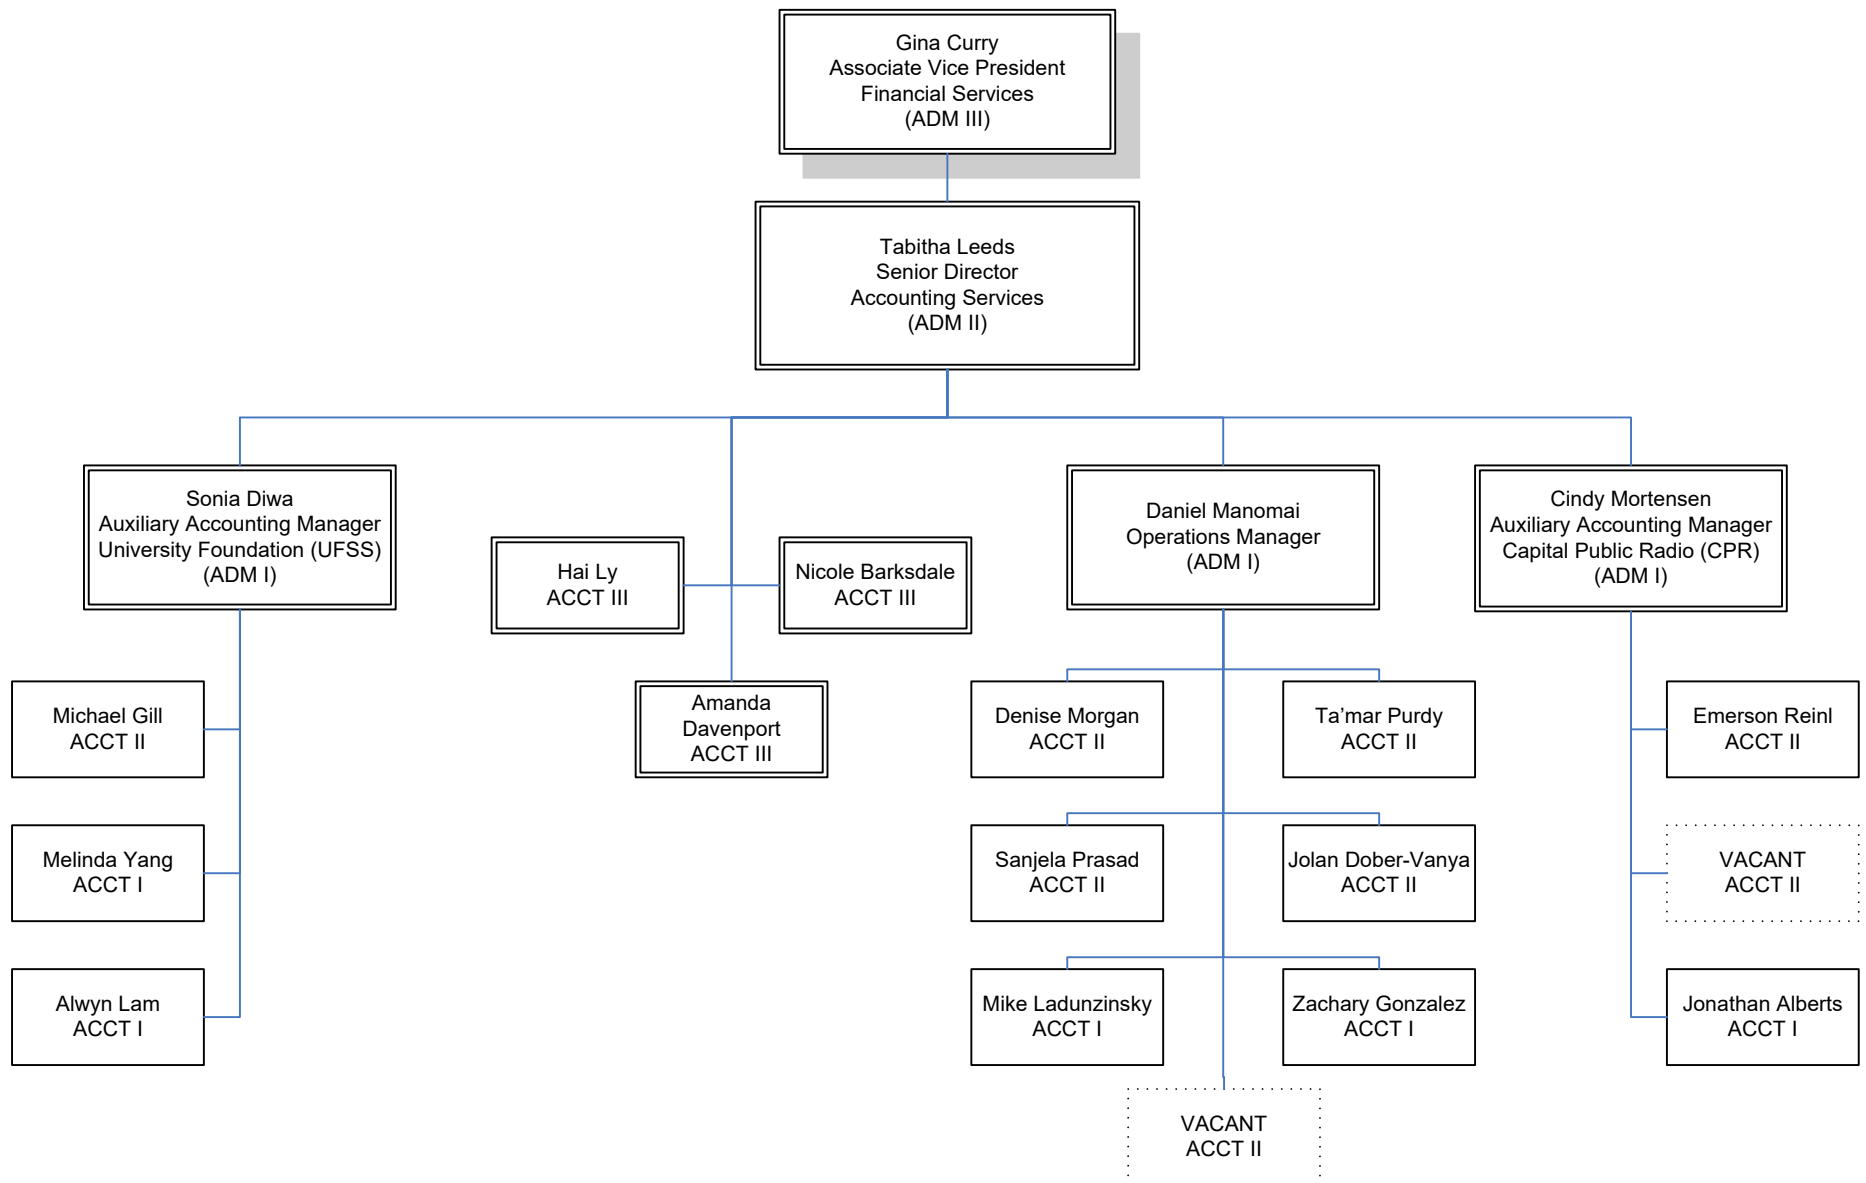 Gina Curry
Associate Vice President
Financial Services
(ADM III)
Tabitha Leeds
Senior Director
Accounting Services
(ADM II)
Sonia Diwa
Auxiliary Accounting Manager
University Foundation (UFSS)
(ADM I)
Hai Ly
ACCT III
Nicole Barksdale
ACCT III
Amanda
Davenport
ACCT III
Daniel Manomai
Operations Manager
(ADM I)
Cindy Mortensen
Auxiliary Accounting Manager
Capital Public Radio (CPR)
(ADM I)
Michael Gill
ACCT II
Melinda Yang
ACCT I
Alwyn Lam
ACCT I
Denise Morgan
ACCT II
Ta’mar Purdy
ACCT II
Sanjela Prasad
ACCT II
Jolan Dober-Vanya
ACCT II
Mike Ladunzinsky
ACCT I
Zachary Gonzalez
ACCT I
VACANT
ACCT II
Emerson Reinl
ACCT II
VACANT
ACCT II
Jonathan Alberts
ACCT I